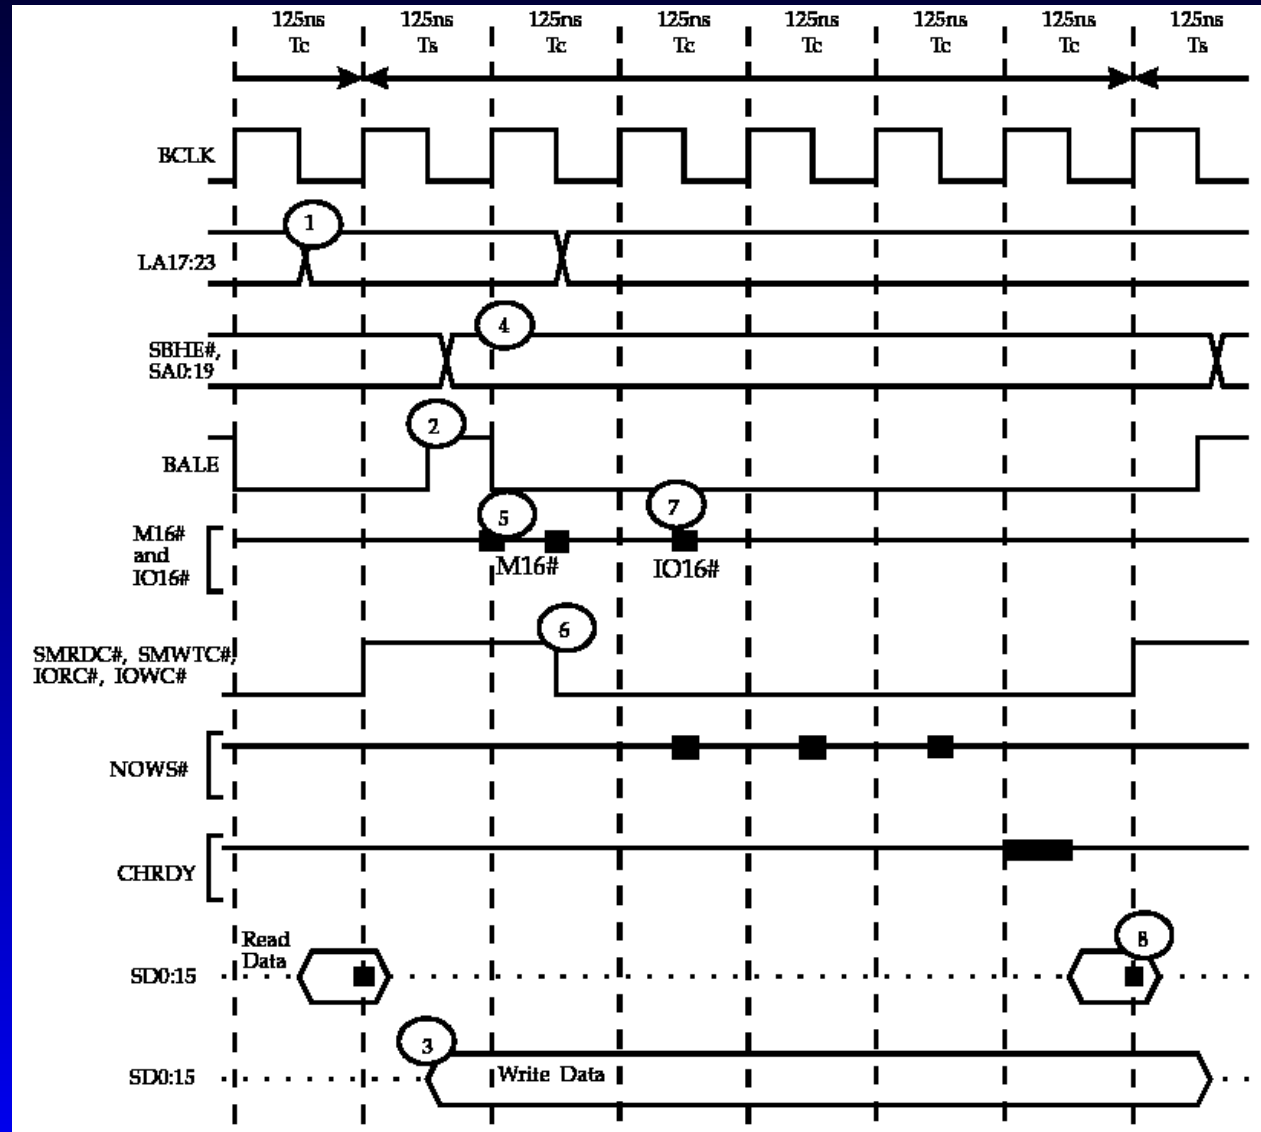 125ns 125ns 125ns 125ns 125ns 125ns 125ns 125ns
Tc Ts Tc Tc Tc Tc Tc Ts
BCLK
1
LA17:23
4
SBHE#,
SA0:19
2
BALE
5 7
M16#
and
IO16#
M16# IO16#
6
SMRDC#, SMWTC#,
IORC#, IOWC#
NOWS#
CHRDY
8
Read
Data
SD0:15
3
SD0:15 Write Data